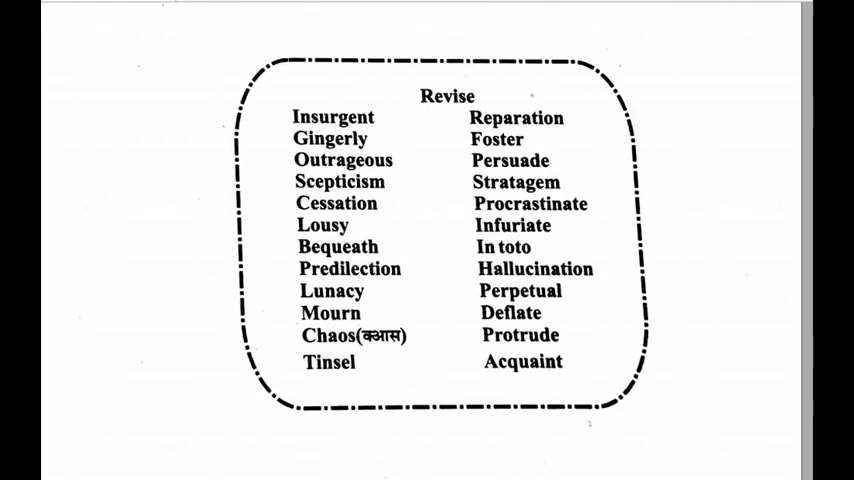 Revise
Insurgent Reparation
Gingerly Foster
Outrageous Persuade
Scepticism Stratagem
Cessation Procrastinate
Lousy Infuriate
Bequeath In toto
Predilection Hallucination
Lunacy Perpetual
Mourn Deflate
Chaos(क्आस) Protrude
Tinsel Acquaint